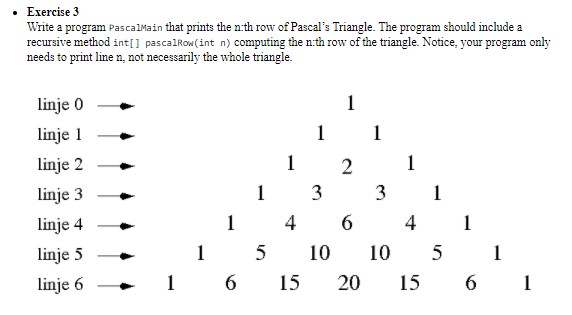 • Exercise 3
Write a program PascalMain that prints the n:th row of Pascal's Triangle. The program should include a
recursive method int[] pascalRow(int n) computing the n:th row of the triangle. Notice, your program only
needs to print line n, not necessarily the whole triangle.
linje 0 1
linje 1 1 1
linje 2 1 2 1
linje 3 1 3 3 1
linje 4 1 4 6 4 1
linje 5 1 5 10 10 5 1
linje 6 1 6 15 20 15 6 1